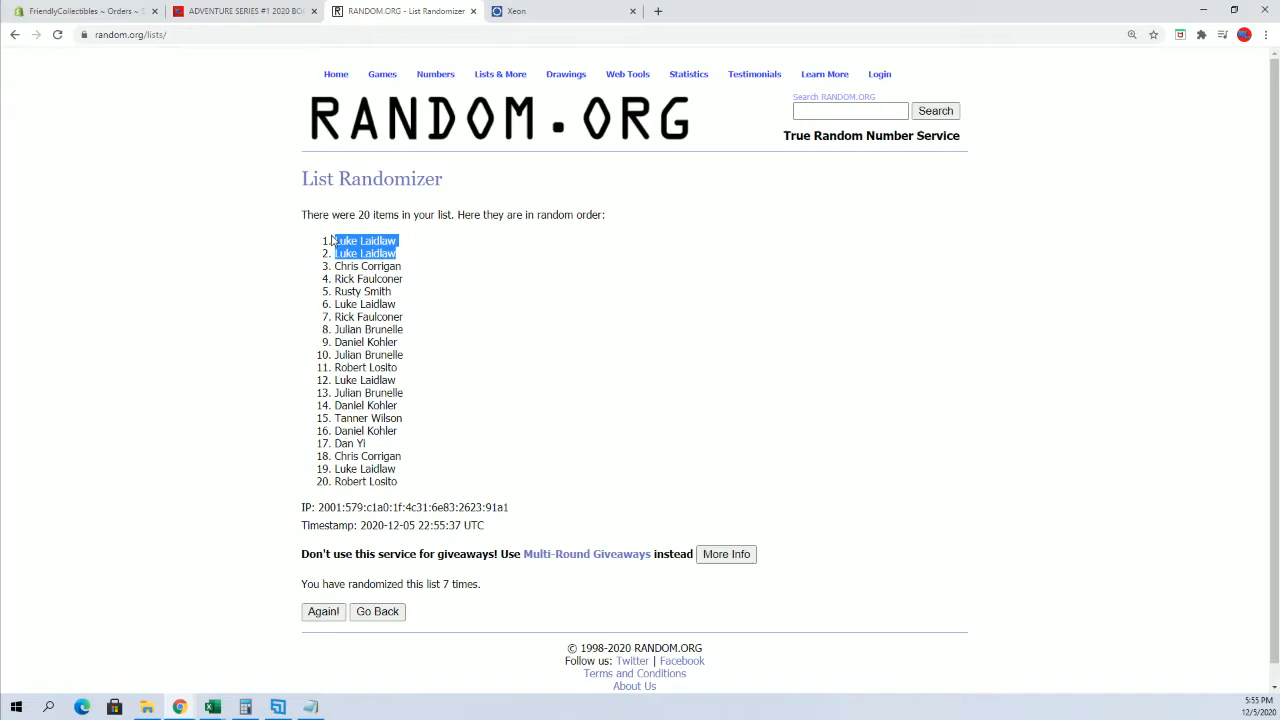 FriendlyCollectibles ~ Orders ~ S
ADVENTURE SERIES #1 2020 BO
RANDOM.ORG - List Randomizer
Xeon
random.org/lists/
Home Games Numbers Lists & More Drawings Web Tools Statistics Testimonials Learn More Login
RANDOM.ORG
Search RANDOM.ORG
Search
True Random Number Service
List Randomizer
There were 20 items in your list. Here they are in random order:
1. Luke Laidlaw
2. Luke Laidlaw
3. Chris Corrigan
4. Rick Faulconer
5. Rusty Smith
6. Luke Laidlaw
7. Rick Faulconer
8. Julian Brunelle
9. Daniel Kohler
10. Julian Brunelle
11. Robert Losito
12. Luke Laidlaw
13. Julian Brunelle
14. Daniel Kohler
15. Tanner Wilson
16. Daniel Kohler
17. Dan Yi
18. Chris Corrigan
19. Luke Laidlaw
20. Robert Losito
IP: 2001:579:c1a0:1f:4c31:6e83:2623:91a1
Timestamp: 2020-12-05 22:55:37 UTC
Don't use this service for giveaways! Use Multi-Round Giveaways instead More Info
You have randomized this list 7 times.
Again! Go Back
© 1998-2020 RANDOM.ORG
Follow us: Twitter | Facebook
Terms and Conditions
About Us
5:55 PM
12/5/2020